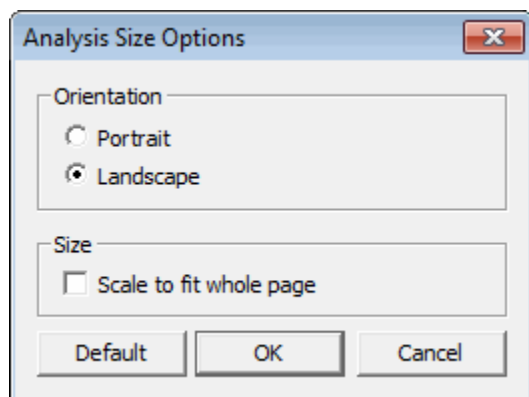 Analysis Size Options
Orientation
Portrait
Landscape
Size
Scale to fit whole page
Default OK Cancel